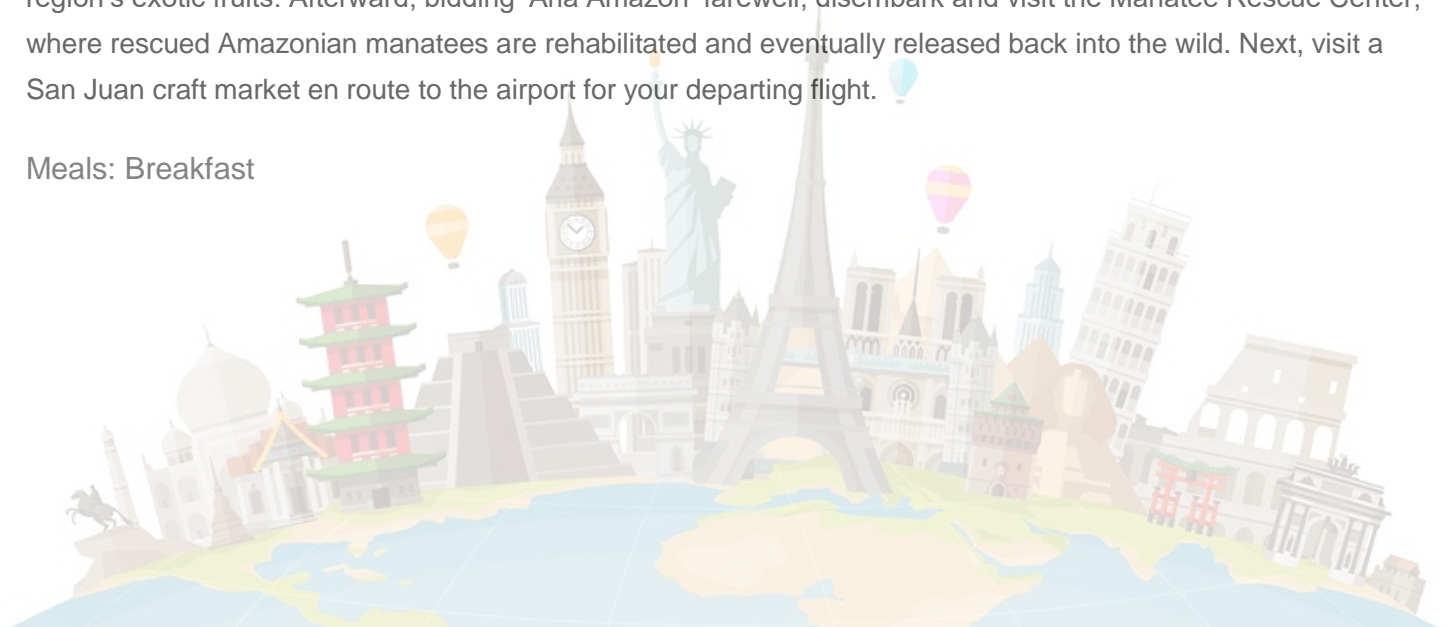 region's exotic fruits. Afterward, bidding 'Aria Amazon' farewell, disembark and visit the Manatee Rescue Center,
where rescued Amazonian manatees are rehabilitated and eventually released back into the wild. Next, visit a
San Juan craft market en route to the airport for your departing flight.
Meals: Breakfast